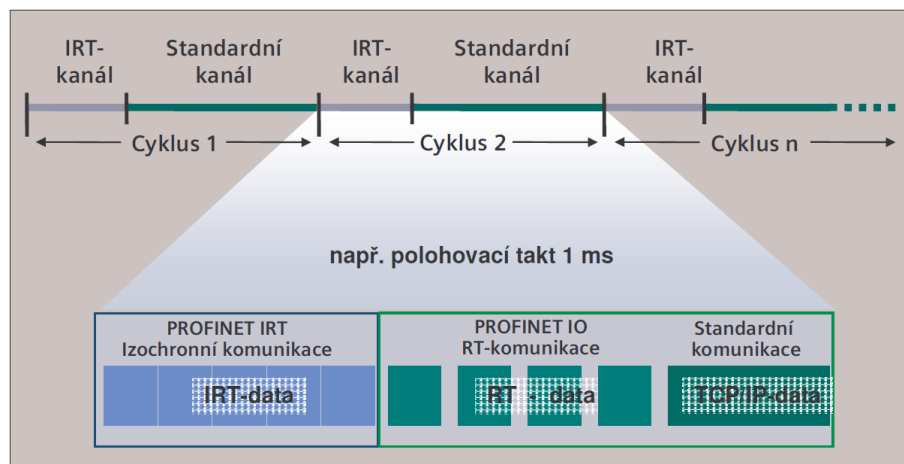 IRT-
kanál
Standardní
kanál
IRT-
kanál
Standardní
kanál
IRT-
kanál
Cyklus 1
Cyklus 2
Cyklus n
např. polohovací takt 1 ms
PROFINET IRT
Izochronní komunikace
PROFINET IO
RT-komunikace
Standardní
komunikace
IRT-data
RT - data
TCP/IP-data